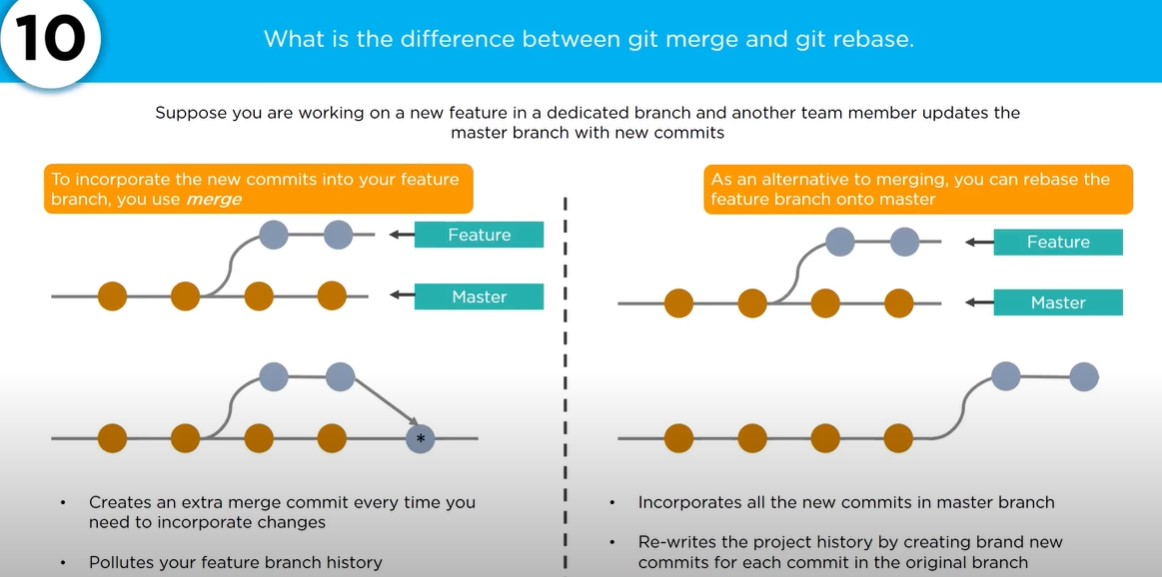 10
What is the difference between git merge and git rebase.
Suppose you are working on a new feature in a dedicated branch and another team member updates the
master branch with new commits
To incorporate the new commits into your feature
branch, you use merge
Feature
Master
*
• Creates an extra merge commit every time you
need to incorporate changes
• Pollutes your feature branch history
As an alternative to merging, you can rebase the
feature branch onto master
Feature
Master
• Incorporates all the new commits in master branch
• Re-writes the project history by creating brand new
commits for each commit in the original branch